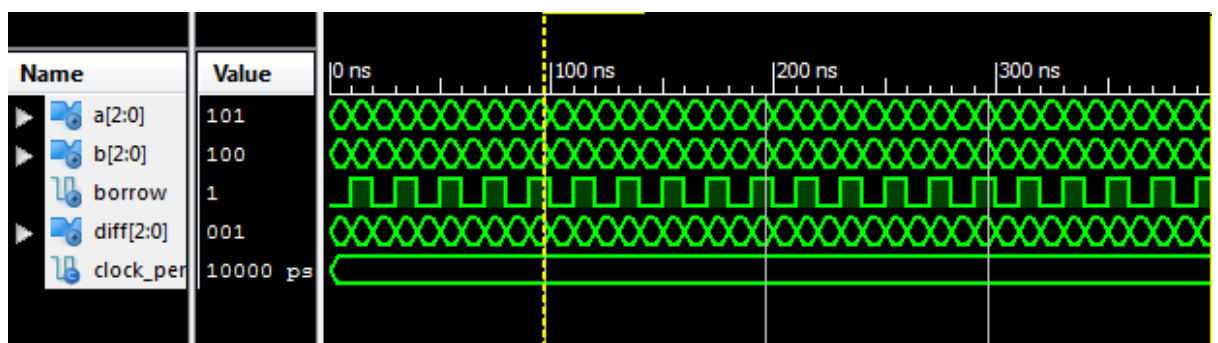 Name Value 0 ns 100 ns 200 ns 300 ns
a[2:0] 101
b[2:0] 100
borrow 1
diff[2:0] 001
clock_per 10000 ps